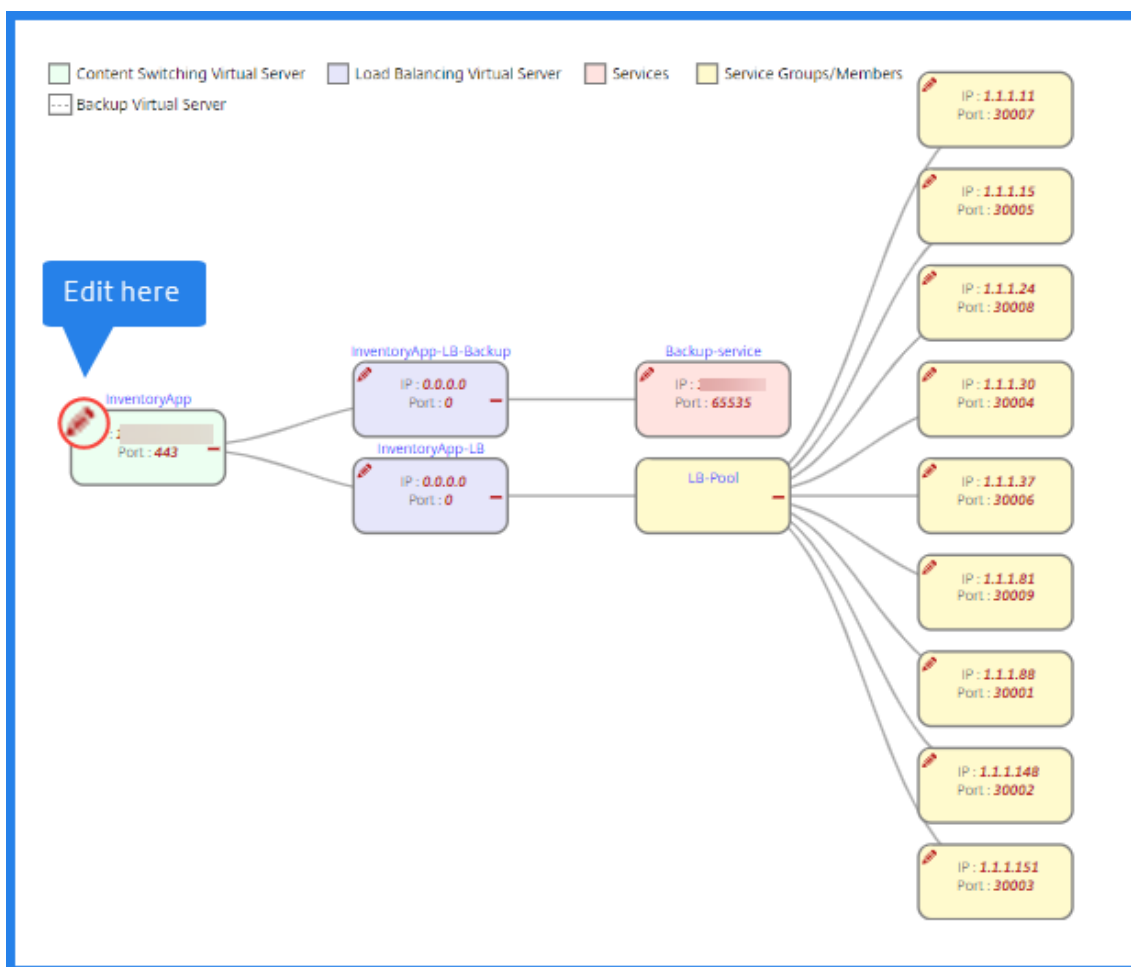 Content Switching Virtual Server
Load Balancing Virtual Server
Services
Service Groups/Members
Backup Virtual Server
Edit here
InventoryApp
Port : 443
InventoryApp-LB-Backup
IP : 0.0.0.0
Port : 0
InventoryApp-LB
IP : 0.0.0.0
Port : 0
Backup-service
IP :
Port : 65535
LB-Pool
IP : 1.1.1.11
Port : 30007
IP : 1.1.1.15
Port : 30005
IP : 1.1.1.24
Port : 30008
IP : 1.1.1.30
Port : 30004
IP : 1.1.1.37
Port : 30006
IP : 1.1.1.81
Port : 30009
IP : 1.1.1.88
Port : 30001
IP : 1.1.1.148
Port : 30002
IP : 1.1.1.151
Port : 30003